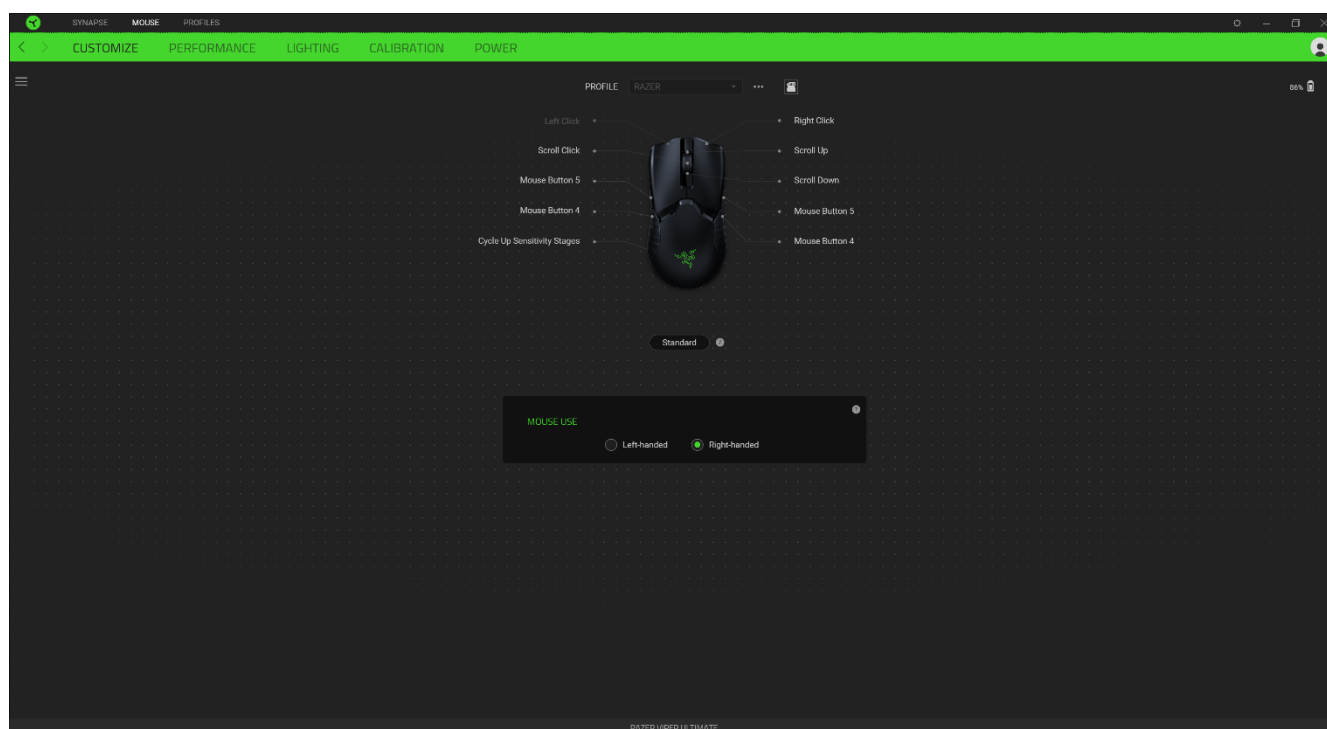 SYNAPSE MOUSE PROFILES
CUSTOMIZE PERFORMANCE LIGHTING CALIBRATION POWER
PROFILE RAZER 86%
Left Click Right Click
Scroll Click Scroll Up
Mouse Button 5 Scroll Down
Mouse Button 4 Mouse Button 5
Cycle Up Sensitivity Stages Mouse Button 4
Standard ?
?
MOUSE USE
Left-handed Right-handed
RAZER VIPER ULTIMATE